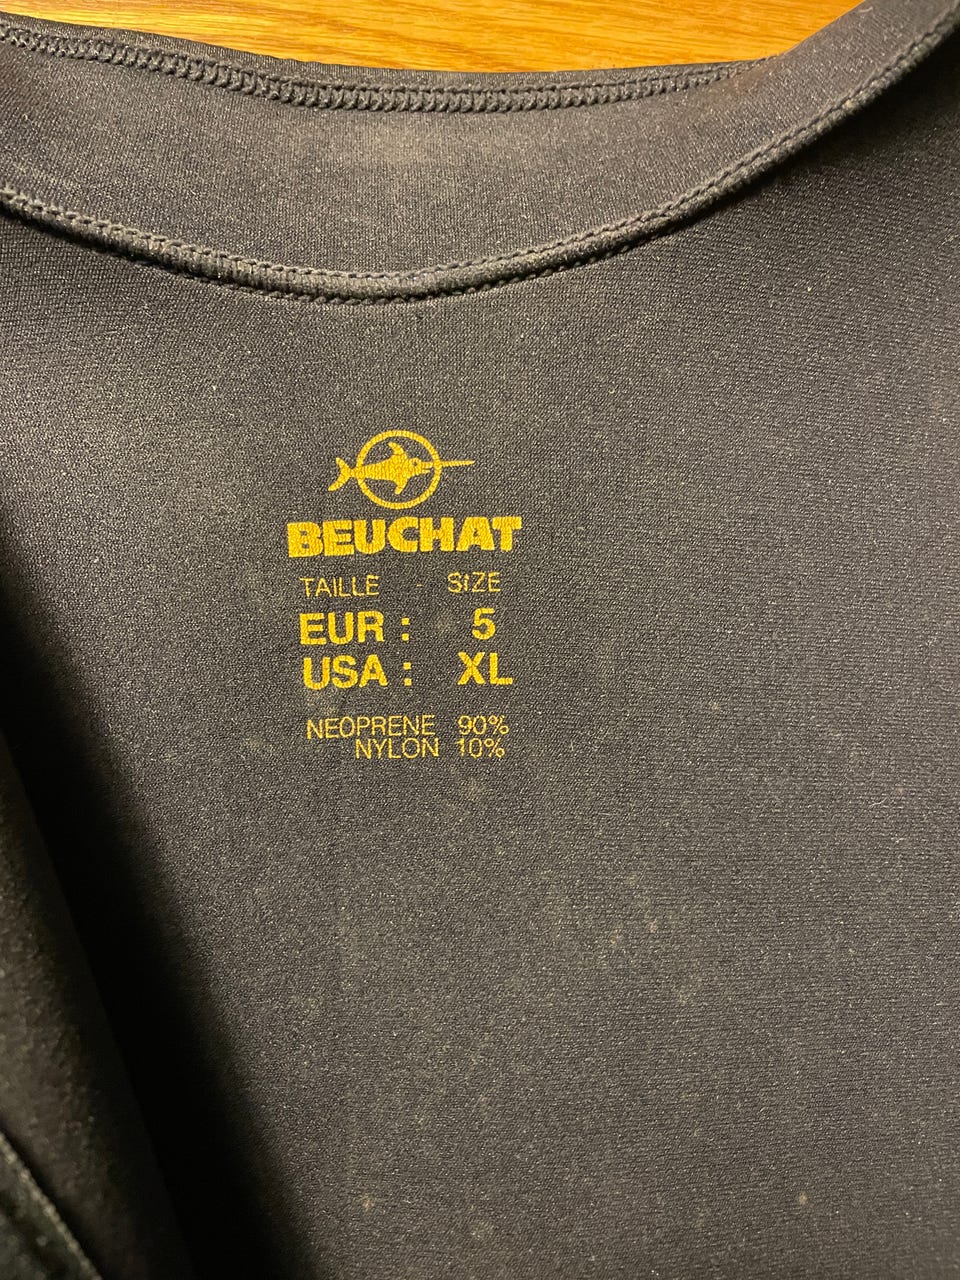 BEUCHAT
TAILLE - SIZE
EUR : 5
USA : XL
NEOPRENE 90%
NYLON 10%